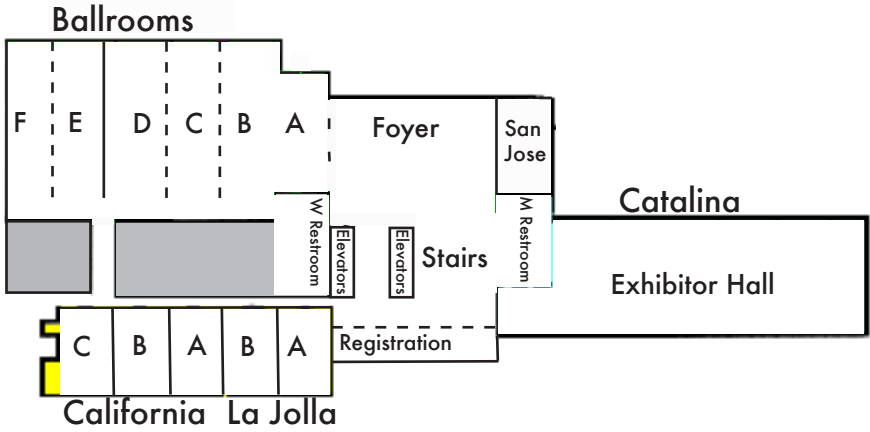 Ballrooms
F E D C B A
Foyer
San
Jose
Catalina
W Restroom
Elevators
Elevators
Stairs
M Restroom
Exhibitor Hall
C B A B A
Registration
California La Jolla